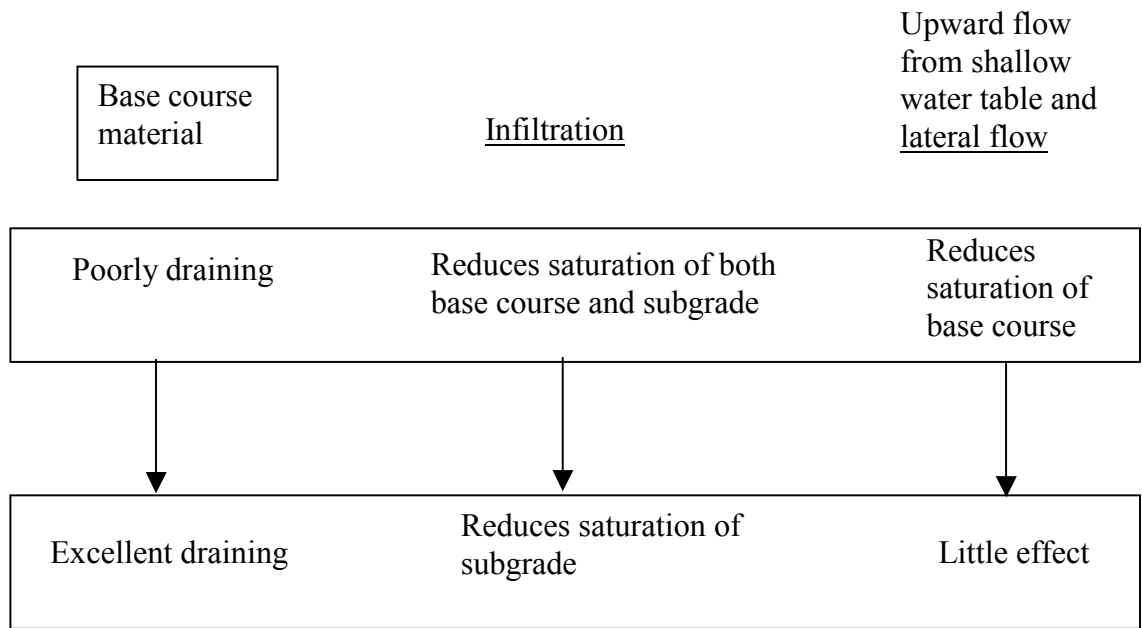 Base course
material
Infiltration
Upward flow
from shallow
water table and
lateral flow
Poorly draining
Reduces saturation of both
base course and subgrade
Reduces
saturation of
base course
Excellent draining
Reduces saturation of
subgrade
Little effect